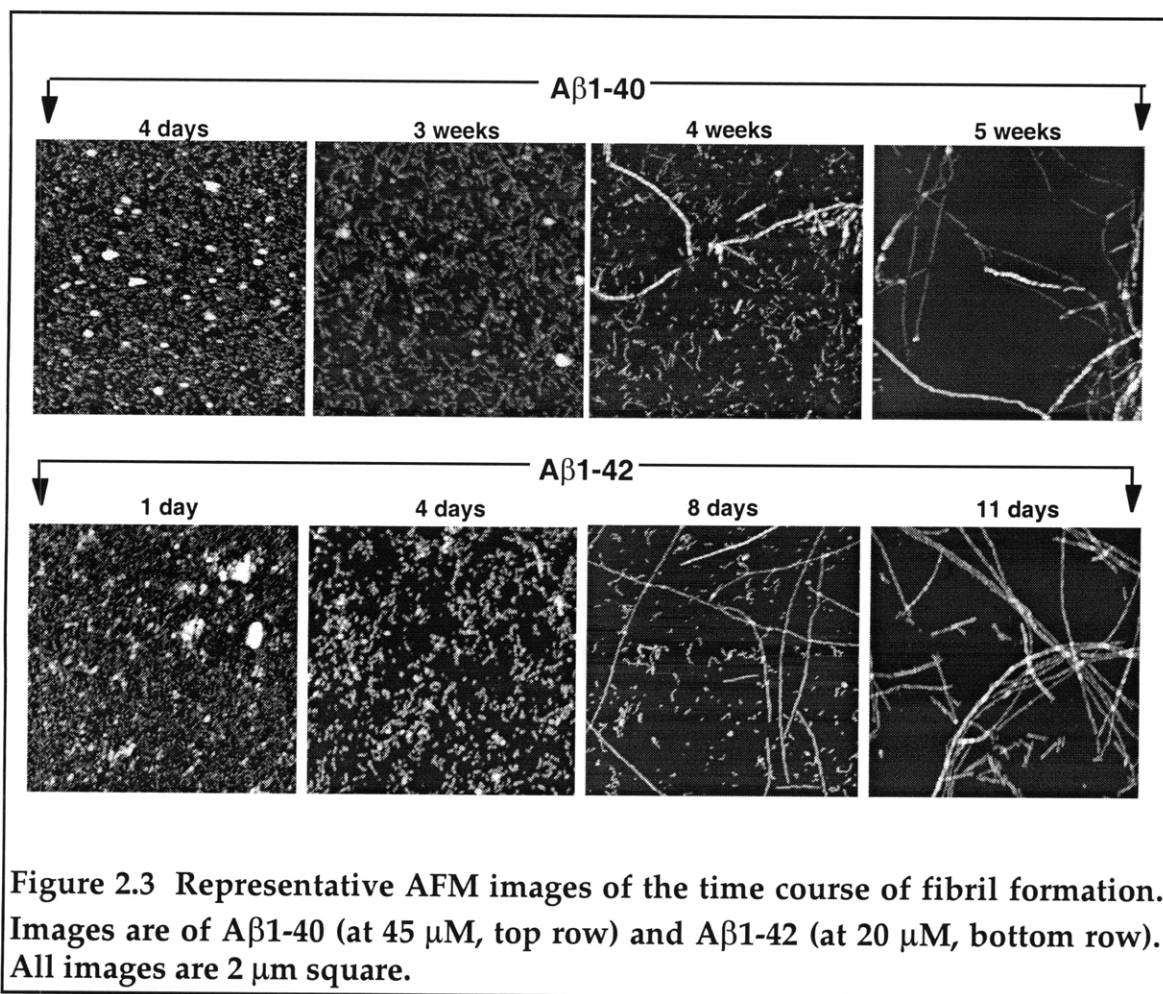 Aβ1-40
4 days 3 weeks 4 weeks 5 weeks
Aβ1-42
1 day 4 days 8 days 11 days
Figure 2.3 Representative AFM images of the time course of fibril formation.
Images are of Aβ1-40 (at 45 μM, top row) and Aβ1-42 (at 20 μM, bottom row).
All images are 2 μm square.